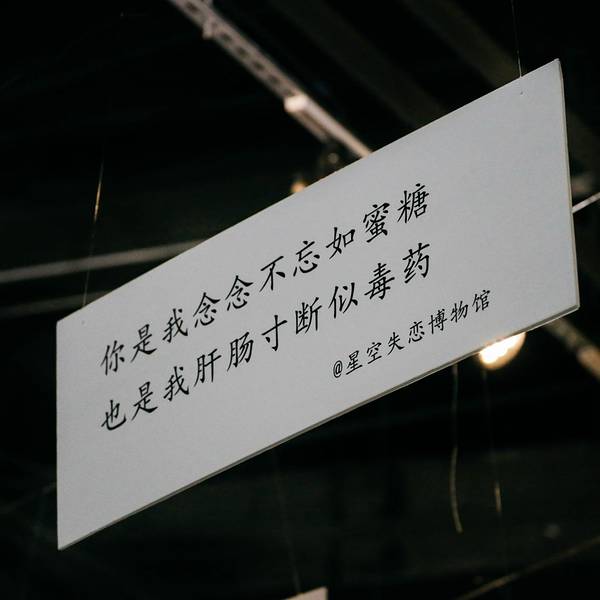 你是我念念不忘如蜜糖
也是我肝肠寸断似毒药
@星空失恋博物馆